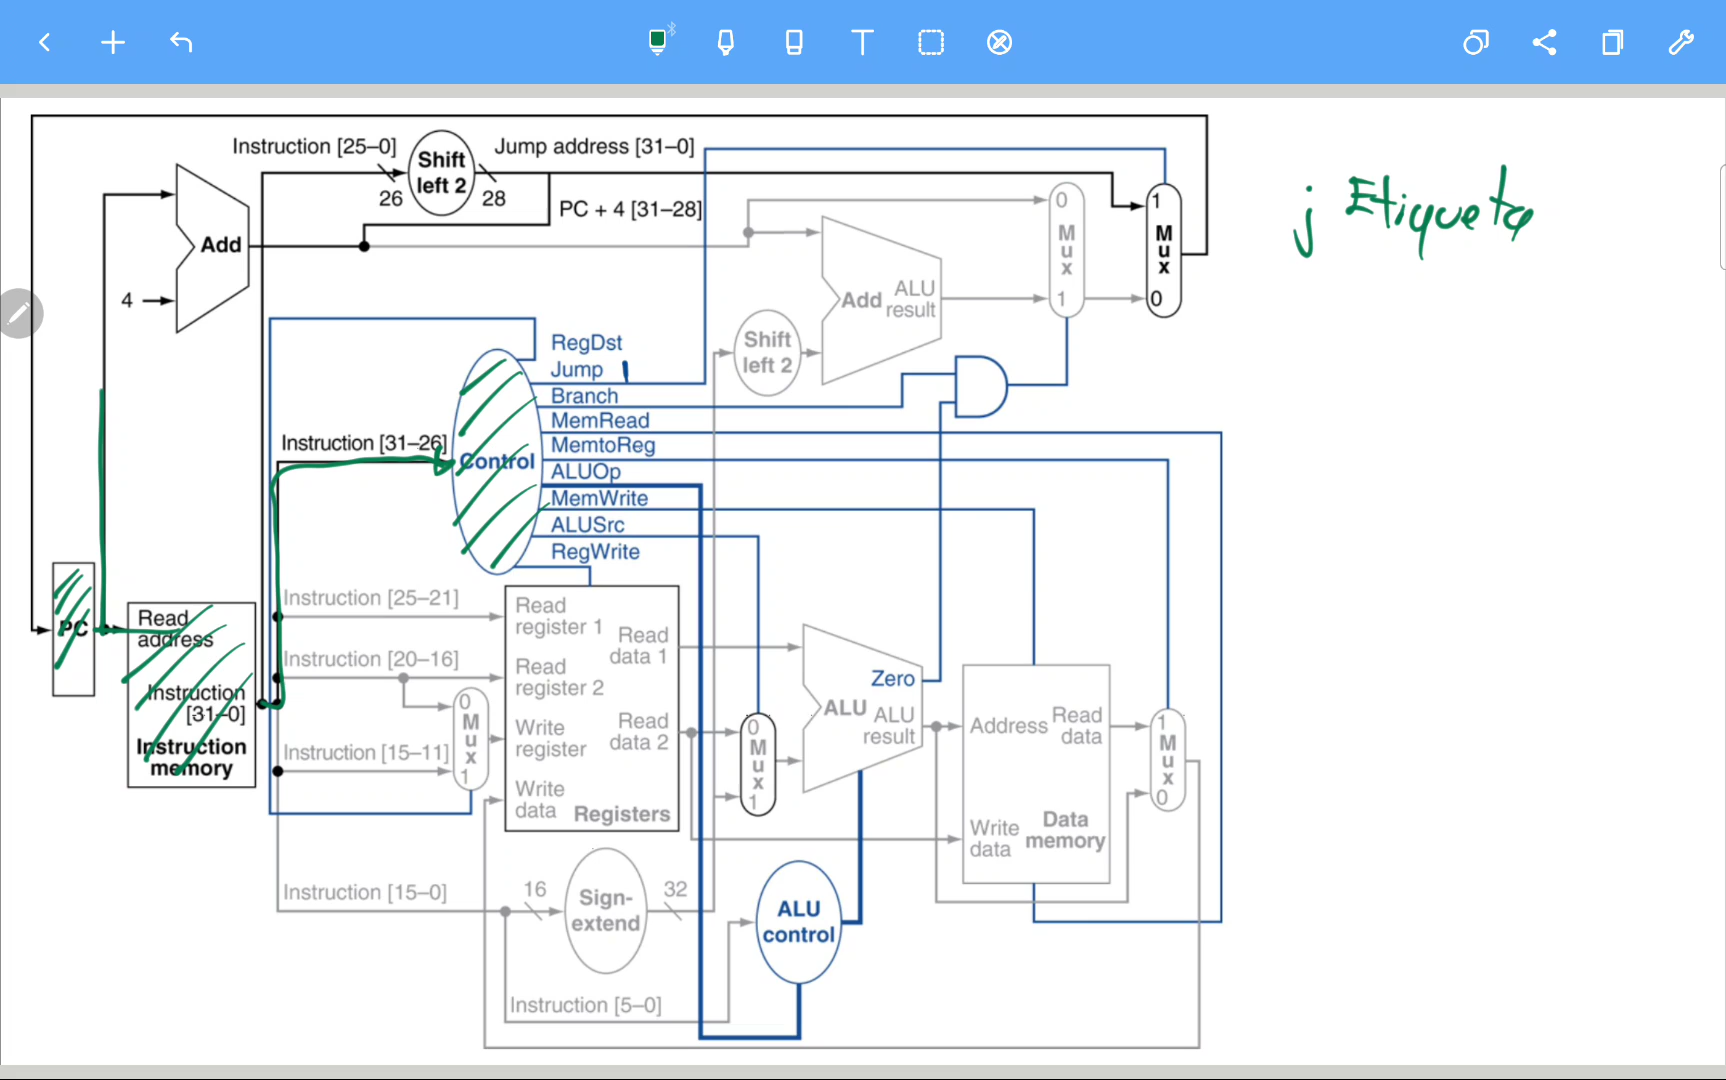 Instruction [25–0]
Shift left 2
Jump address [31–0]
26
28
PC + 4 [31–28]
j Etiqueta
Add
4
0
M
u
x
1
1
M
u
x
0
Add
ALU result
Shift left 2
RegDst
Jump
Branch
MemRead
MemtoReg
ALUOp
MemWrite
ALUSrc
RegWrite
Instruction [31–26]
Control
PC
Read address
Instruction [31–0]
Instruction memory
Instruction [25–21]
Instruction [20–16]
Instruction [15–11]
0
M
u
x
1
Read register 1
Read register 2
Write register
Write data
Read data 1
Read data 2
Registers
0
M
u
x
1
Zero
ALU
ALU result
Address
Read data
Write data
Data memory
1
M
u
x
0
Instruction [15–0]
16
Sign-extend
32
ALU control
Instruction [5–0]